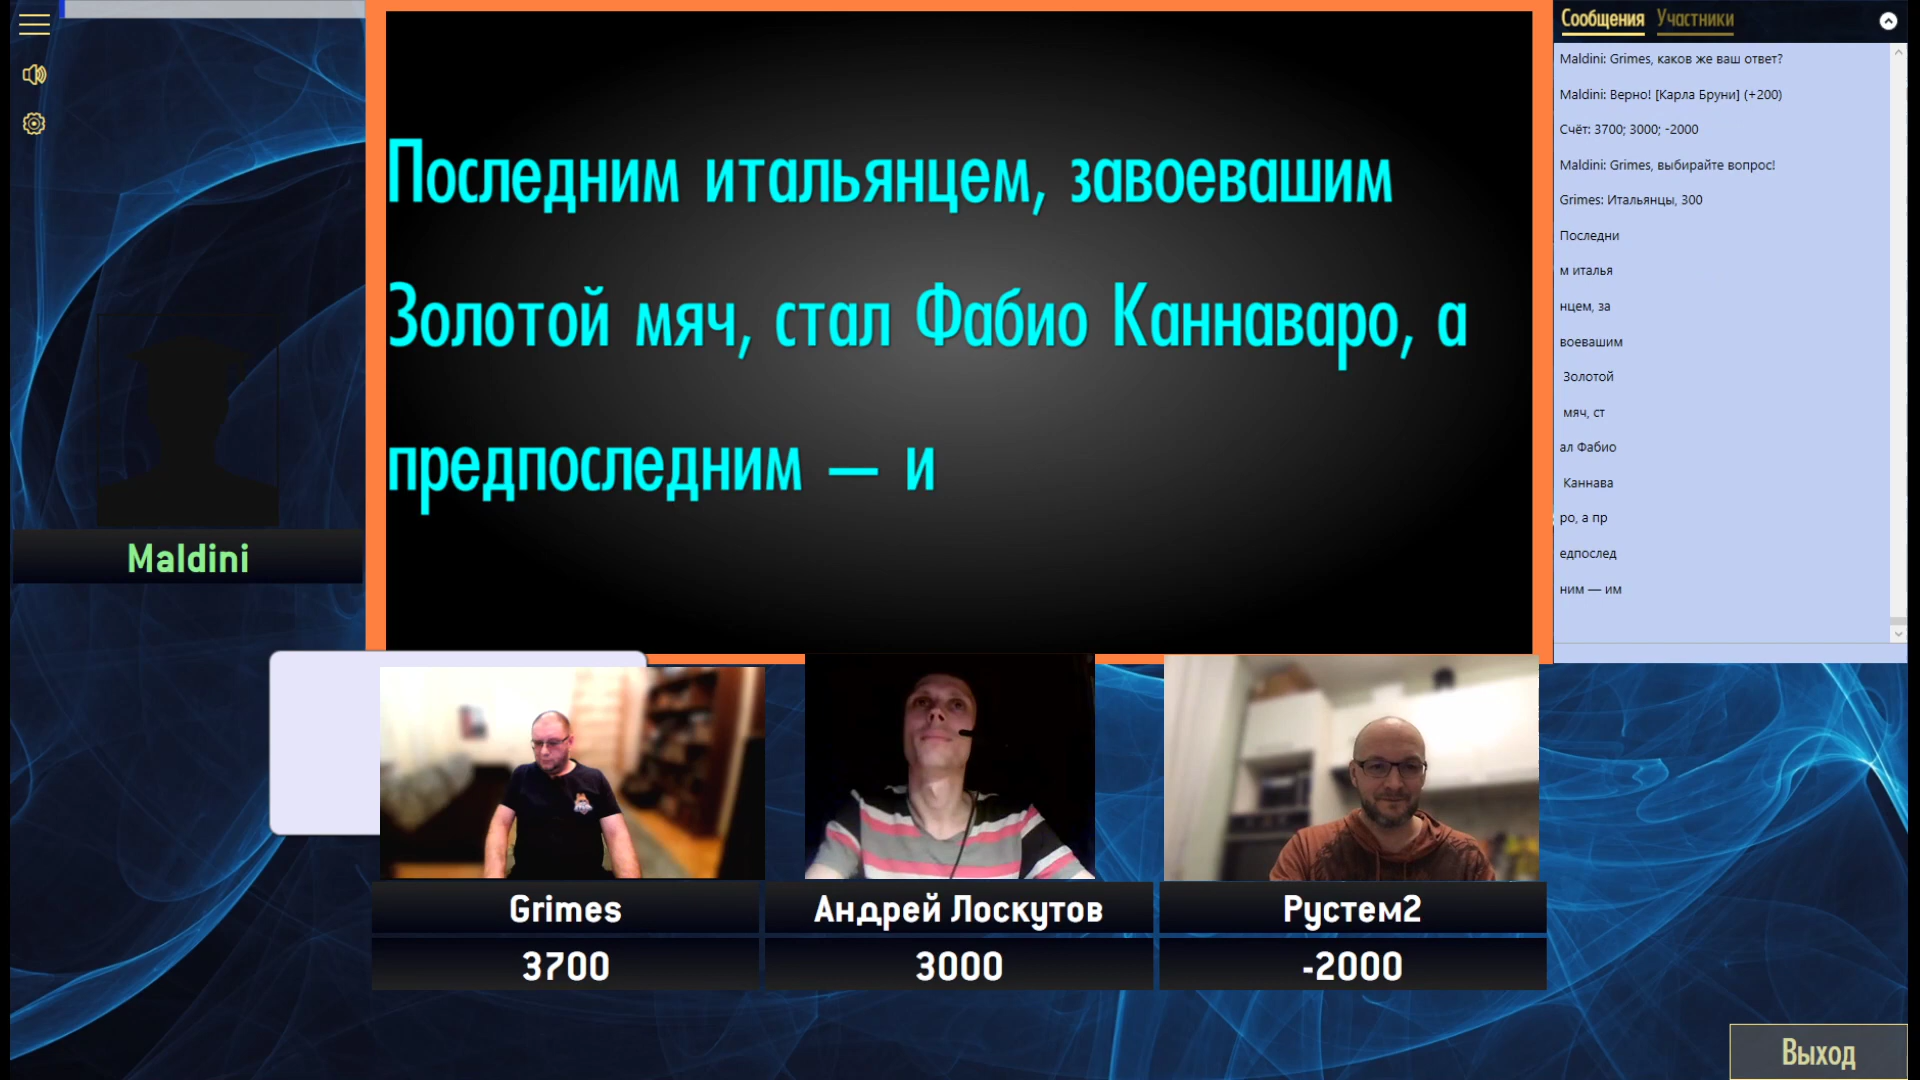 Последним итальянцем, завоевашим
Золотой мяч, стал Фабио Каннаваро, а
предпоследним — и
Maldini
Сообщения Участники
Maldini: Grimes, каков же ваш ответ?
Maldini: Верно! [Карла Бруни] (+200)
Счёт: 3700; 3000; -2000
Maldini: Grimes, выбирайте вопрос!
Grimes: Итальянцы, 300
Последни
м италья
нцем, за
воевашим
Золотой
мяч, ст
ал Фабио
Каннава
ро, а пр
едпослед
ним — им
Grimes
3700
Андрей Лоскутов
3000
Рустем2
-2000
Выход